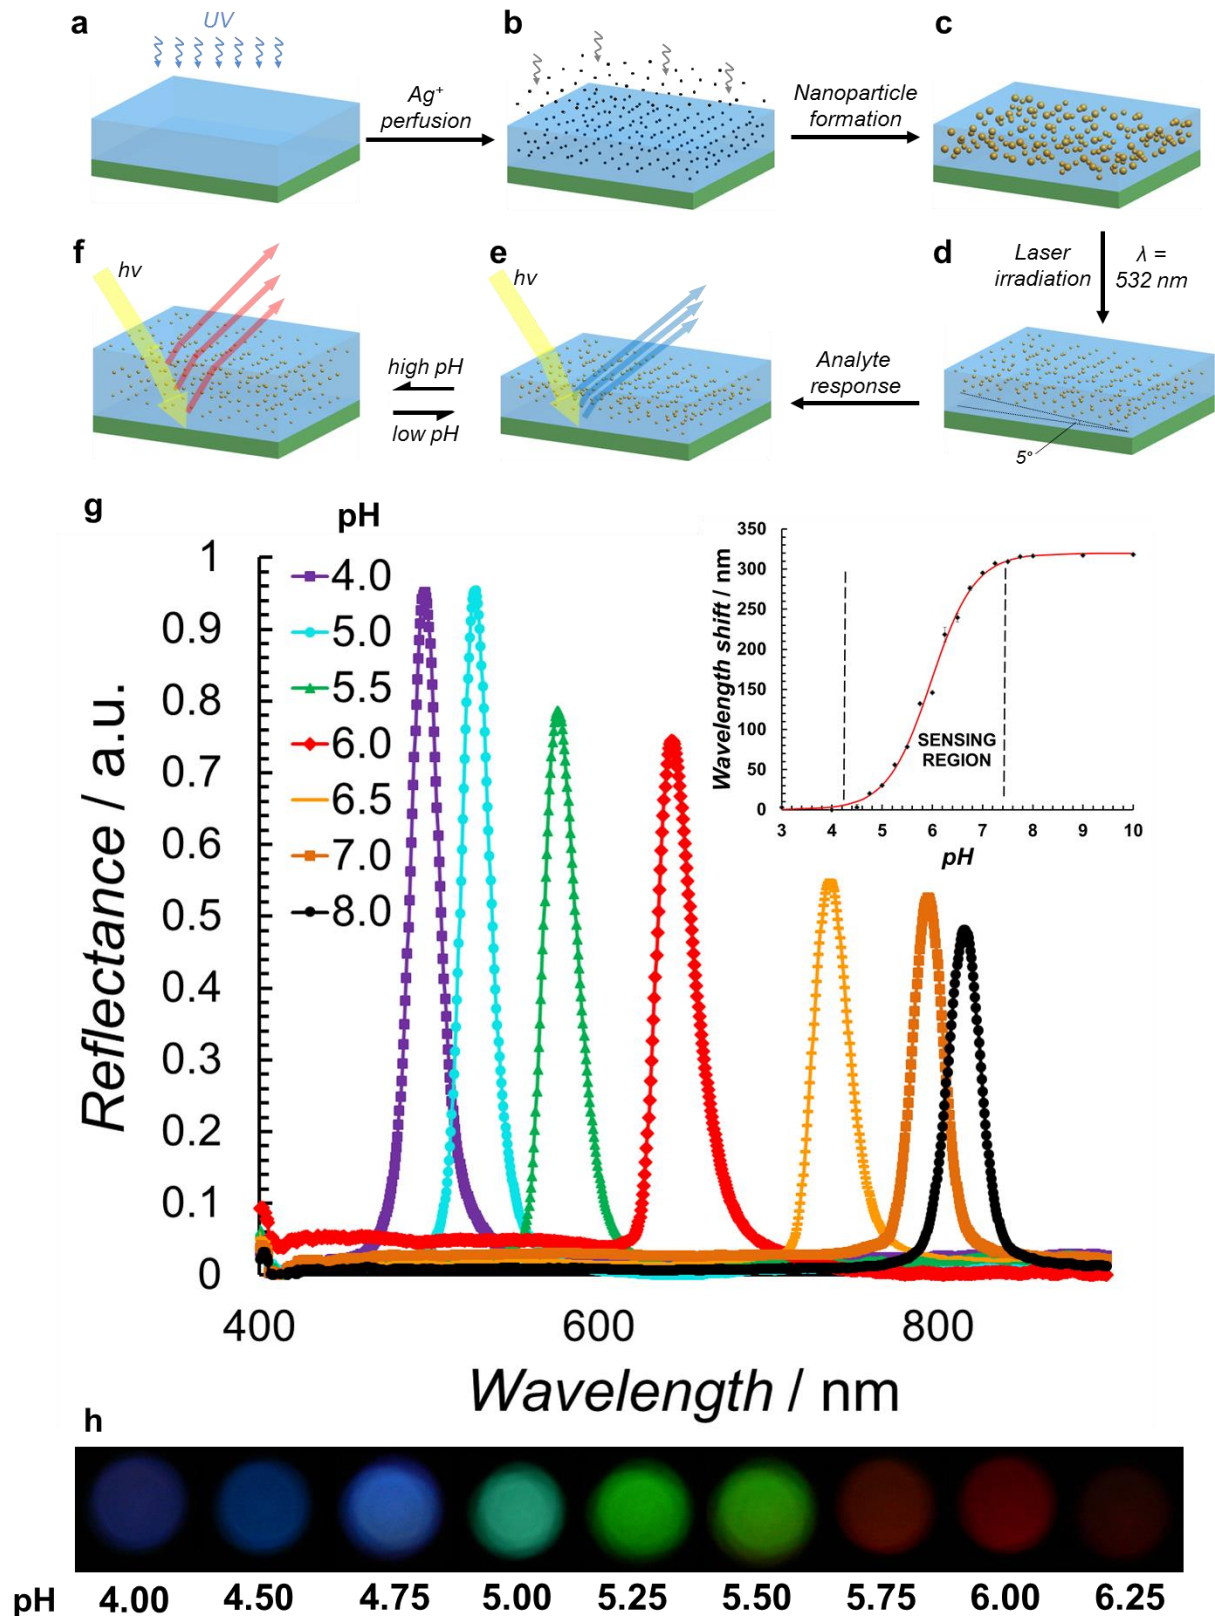 a
UV
b
c
Ag⁺
perfusion
Nanoparticle
formation
f
hν
e
hν
d
Laser
irradiation
λ =
532 nm
high pH
low pH
Analyte
response
5°
g
pH
4.0
5.0
5.5
6.0
6.5
7.0
8.0
1
0.9
0.8
0.7
0.6
0.5
0.4
0.3
0.2
0.1
0
Reflectance / a.u.
400
600
800
Wavelength / nm
350
300
250
200
150
100
50
0
Wavelength shift / nm
SENSING
REGION
3 4 5 6 7 8 9 10
pH
h
pH 4.00 4.50 4.75 5.00 5.25 5.50 5.75 6.00 6.25